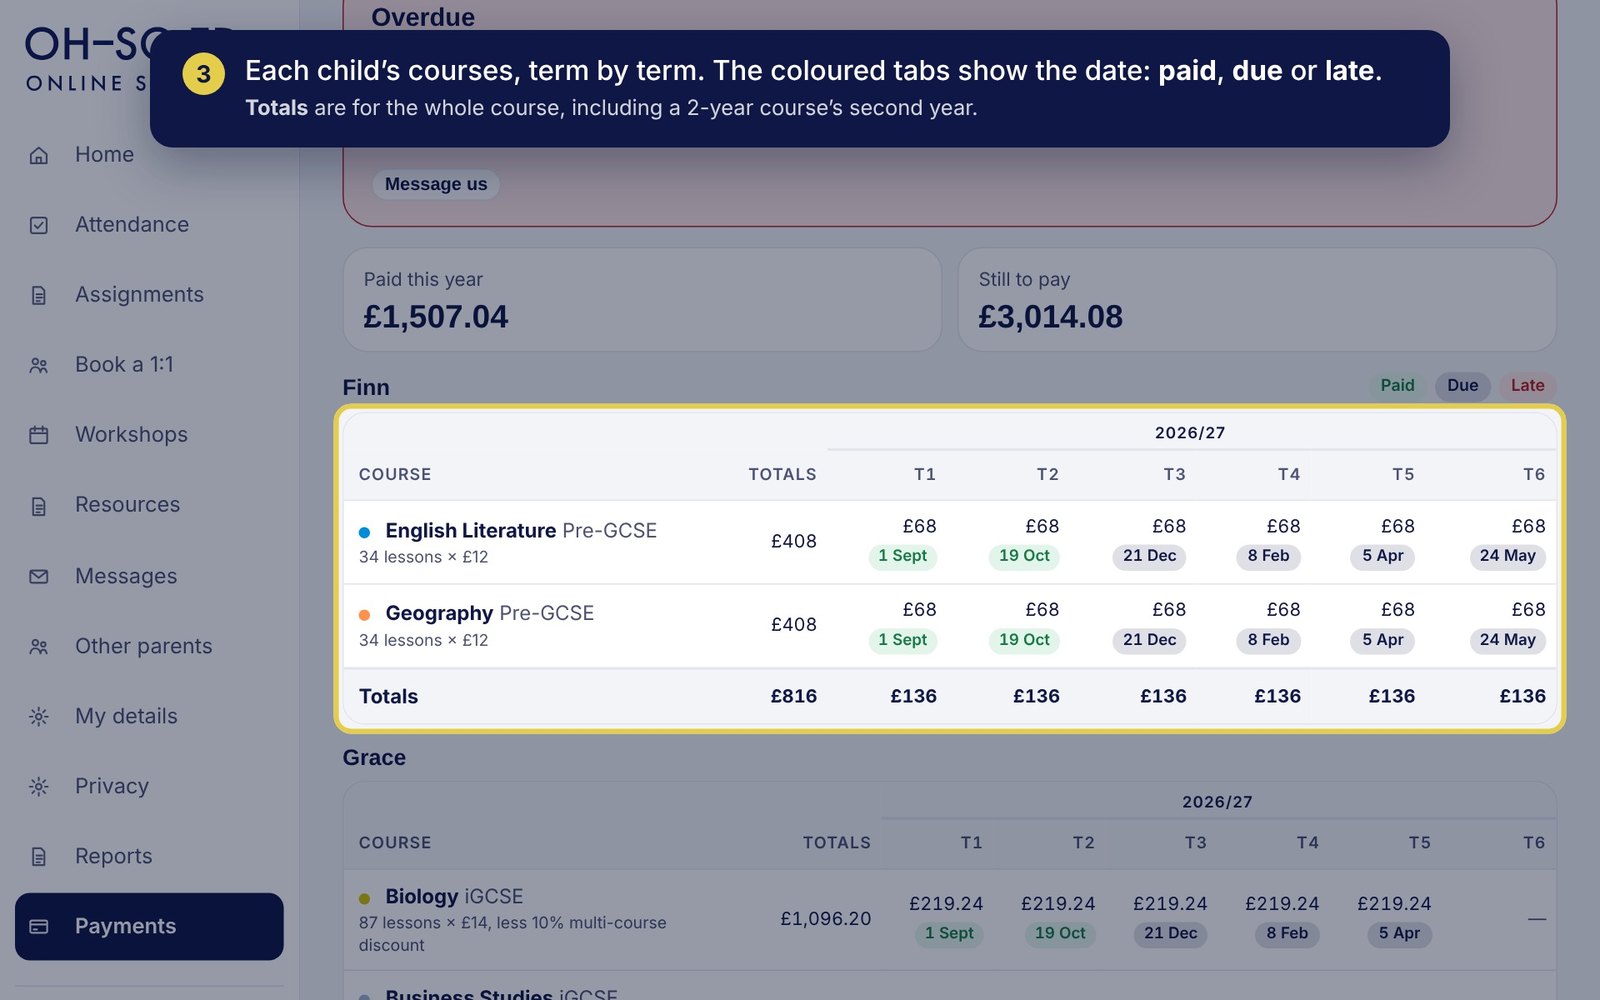 Overdue
OH-SO
ONLINE S
3
Each child's courses, term by term. The coloured tabs show the date: paid, due or late.
Totals are for the whole course, including a 2-year course's second year.
Message us
Home
Attendance
Assignments
Book a 1:1
Workshops
Resources
Messages
Other parents
My details
Privacy
Reports
Payments
Paid this year
£1,507.04
Still to pay
£3,014.08
Finn
Paid Due Late
2026/27
COURSE TOTALS T1 T2 T3 T4 T5 T6
English Literature Pre-GCSE £408 £68 £68 £68 £68 £68 £68
34 lessons × £12 1 Sept 19 Oct 21 Dec 8 Feb 5 Apr 24 May
Geography Pre-GCSE £408 £68 £68 £68 £68 £68 £68
34 lessons × £12 1 Sept 19 Oct 21 Dec 8 Feb 5 Apr 24 May
Totals £816 £136 £136 £136 £136 £136 £136
Grace
2026/27
COURSE TOTALS T1 T2 T3 T4 T5 T6
Biology iGCSE £1,096.20 £219.24 £219.24 £219.24 £219.24 £219.24 —
87 lessons × £14, less 10% multi-course 1 Sept 19 Oct 21 Dec 8 Feb 5 Apr
discount
Business Studies iGCSE